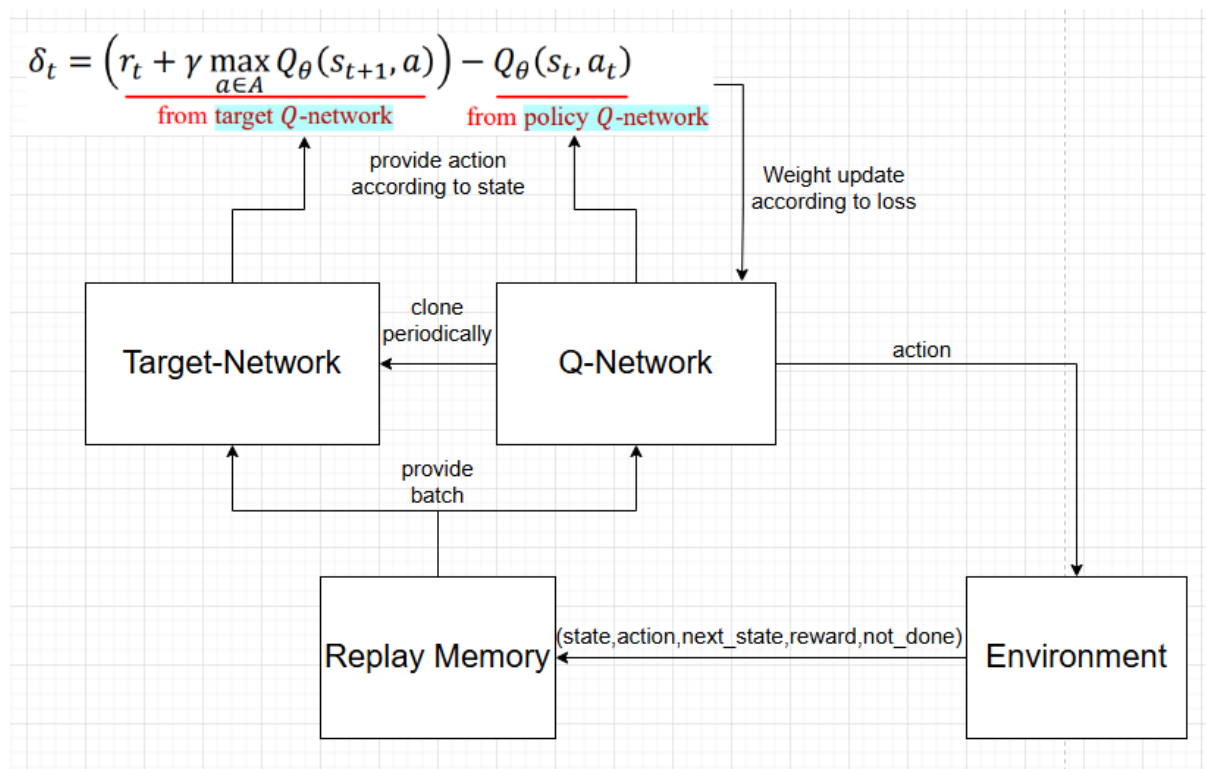 δ_t = (r_t + γ max_{a∈A} Q_θ(s_{t+1}, a)) − Q_θ(s_t, a_t)
from target Q-network
from policy Q-network
provide action
according to state
Weight update
according to loss
clone
periodically
Target-Network
Q-Network
action
provide
batch
(state,action,next_state,reward,not_done)
Replay Memory
Environment